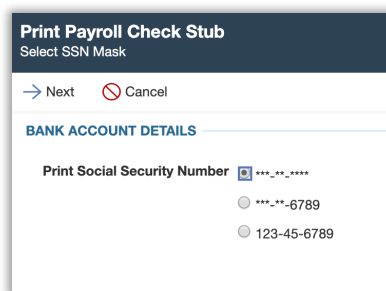 Print Payroll Check Stub
Select SSN Mask
Next Cancel
BANK ACCOUNT DETAILS
Print Social Security Number ***-**-****
***-**-6789
123-45-6789